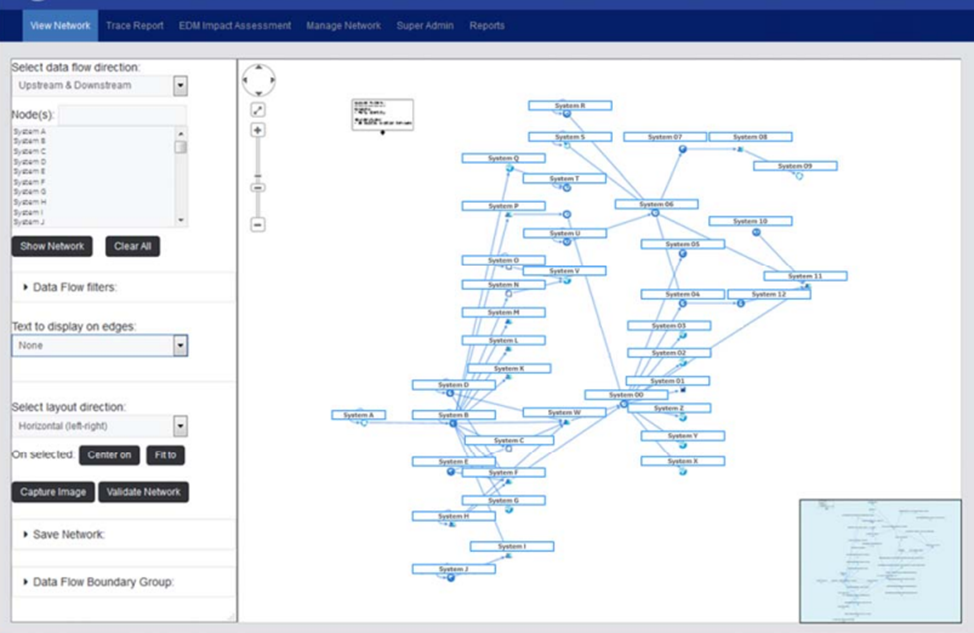 View Network Trace Report EDM Impact Assessment Manage Network Super Admin Reports
Select data flow direction:
Upstream & Downstream
Node(s):
System A
System B
System C
System D
System E
System F
System G
System H
System I
System J
Show Network Clear All
Data Flow filters:
Text to display on edges:
None
Select layout direction:
Horizontal (left-right)
On selected: Center on Fit to
Capture Image Validate Network
Save Network:
Data Flow Boundary Group:
System R
System S
System 07
System 08
System Q
System 09
System T
System P
System 06
System 10
System U
System 05
System O
System V
System 11
System N
System 04
System 12
System M
System 03
System L
System 02
System K
System 01
System D
System 00
System Z
System A
System B
System W
System Y
System C
System E
System X
System F
System G
System H
System I
System J